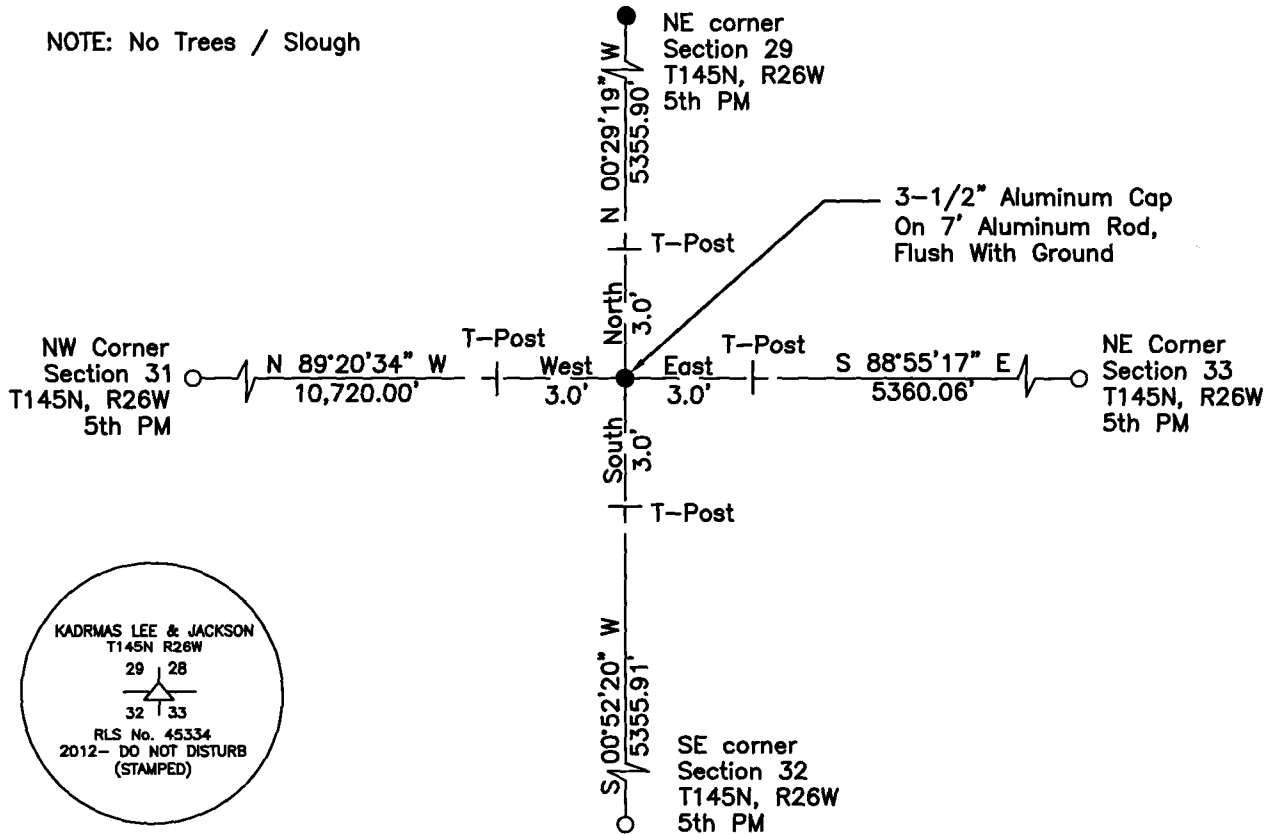 NOTE: No Trees / Slough
NE corner
Section 29
T145N, R26W
5th PM
N 00°29'19" W
5355.90'
3-1/2" Aluminum Cap
On 7' Aluminum Rod,
Flush With Ground
T-Post
North
3.0'
NW Corner
Section 31
T145N, R26W
5th PM
N 89°20'34" W
10,720.00'
T-Post
West
3.0'
East
3.0'
T-Post
S 88°55'17" E
5360.06'
NE Corner
Section 33
T145N, R26W
5th PM
South
3.0'
T-Post
S 00°52'20" W
5355.91'
SE corner
Section 32
T145N, R26W
5th PM
KADRMAS LEE & JACKSON
T145N R26W
29 28
32 33
RLS No. 45334
2012- DO NOT DISTURB
(STAMPED)